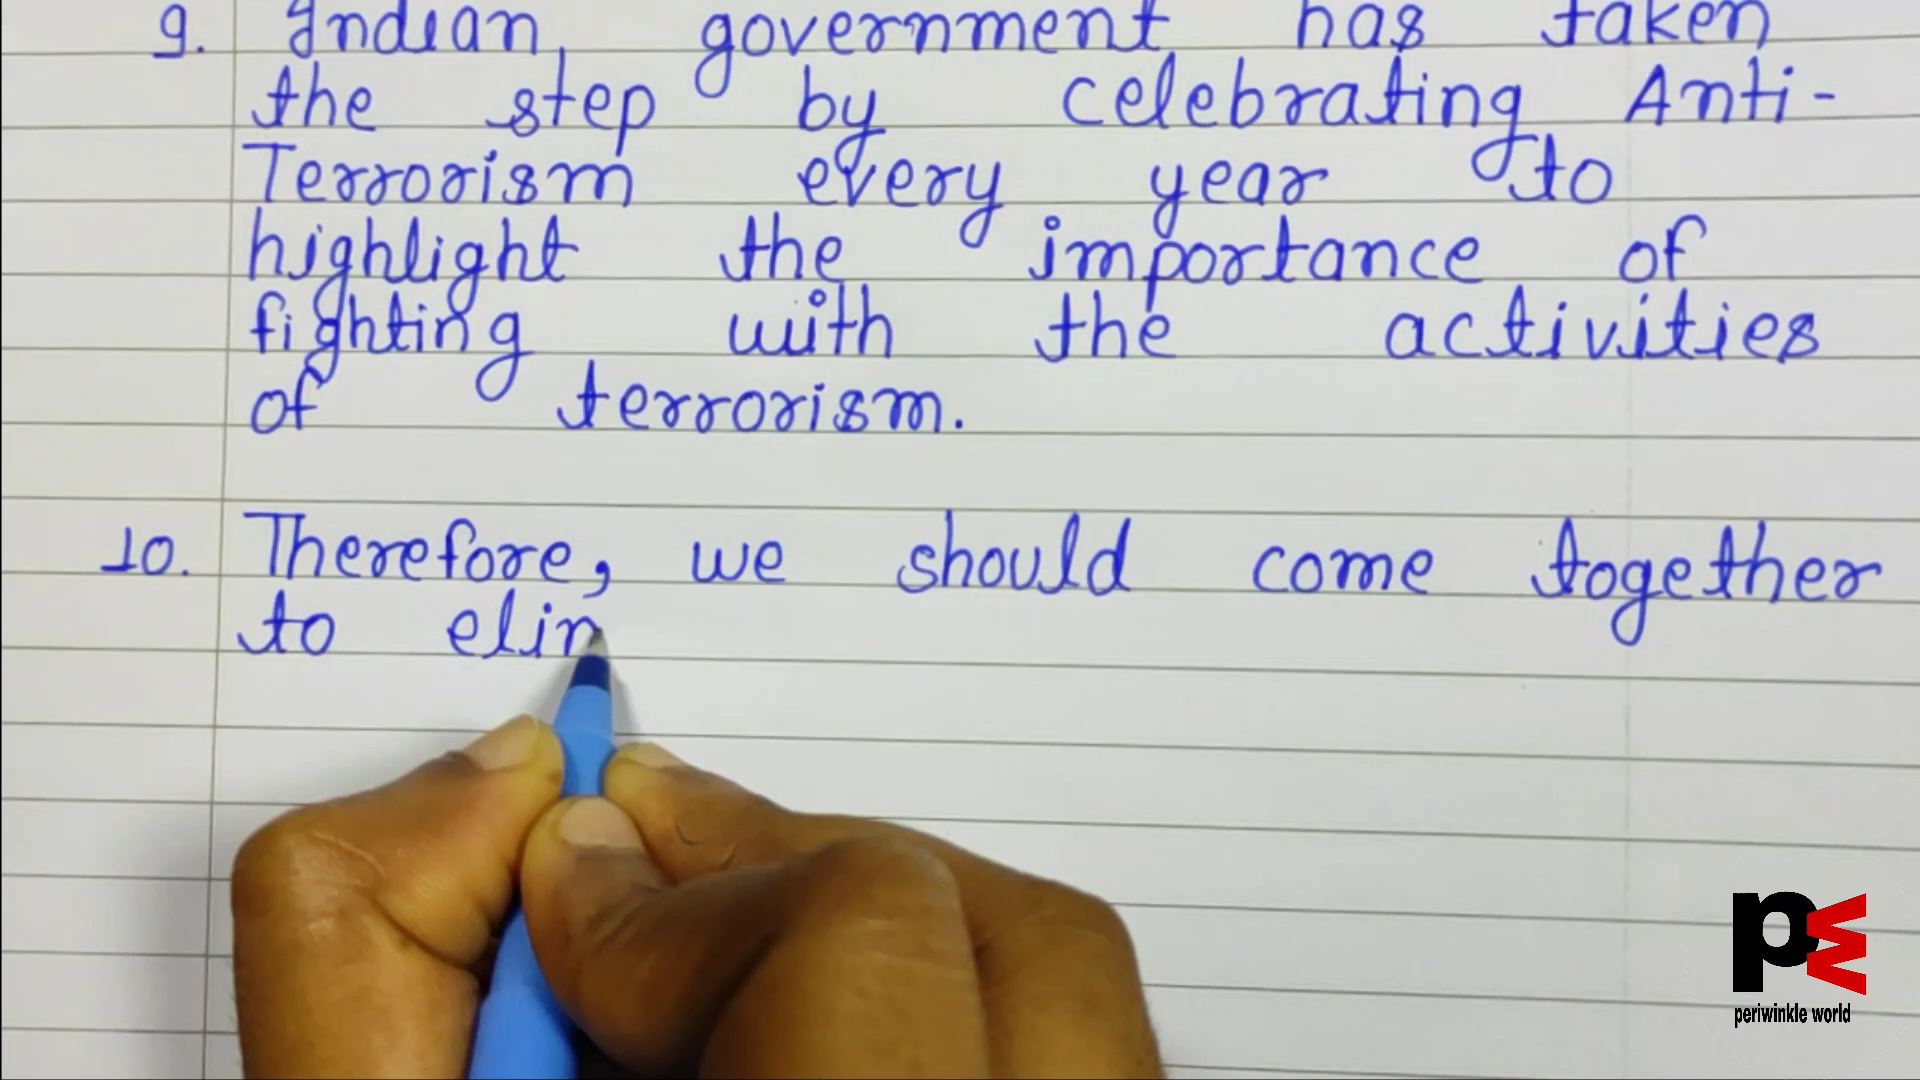 9. Indian government has taken
the step by celebrating Anti-
Terrorism every year to
highlight the importance of
fighting with the activities
of terrorism.
10. Therefore, we should come together
to elin
periwinkle world